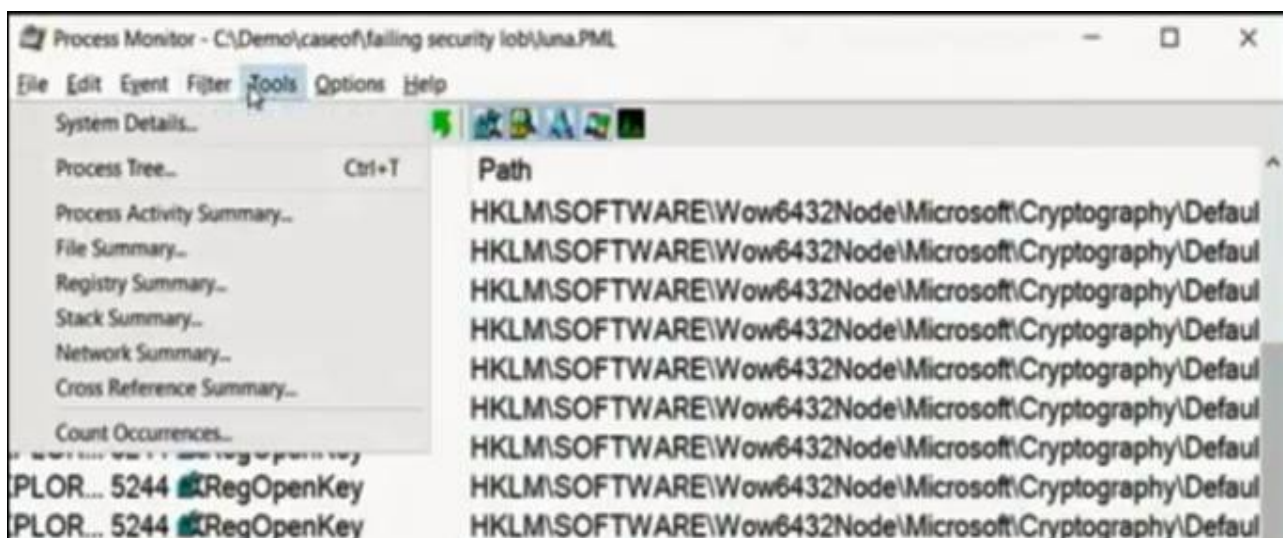 Process Monitor - C:\Demo\caseof\failing security lob\luna.PML
File Edit Event Filter Tools Options Help
System Details...
Process Tree... Ctrl+T
Process Activity Summary...
File Summary...
Registry Summary...
Stack Summary...
Network Summary...
Cross Reference Summary...
Count Occurrences...
Path
HKLM\SOFTWARE\Wow6432Node\Microsoft\Cryptography\Defaul
HKLM\SOFTWARE\Wow6432Node\Microsoft\Cryptography\Defaul
HKLM\SOFTWARE\Wow6432Node\Microsoft\Cryptography\Defaul
HKLM\SOFTWARE\Wow6432Node\Microsoft\Cryptography\Defaul
HKLM\SOFTWARE\Wow6432Node\Microsoft\Cryptography\Defaul
HKLM\SOFTWARE\Wow6432Node\Microsoft\Cryptography\Defaul
HKLM\SOFTWARE\Wow6432Node\Microsoft\Cryptography\Defaul
XPLOR... 5244 RegOpenKey HKLM\SOFTWARE\Wow6432Node\Microsoft\Cryptography\Defaul
XPLOR... 5244 RegOpenKey HKLM\SOFTWARE\Wow6432Node\Microsoft\Cryptography\Defaul